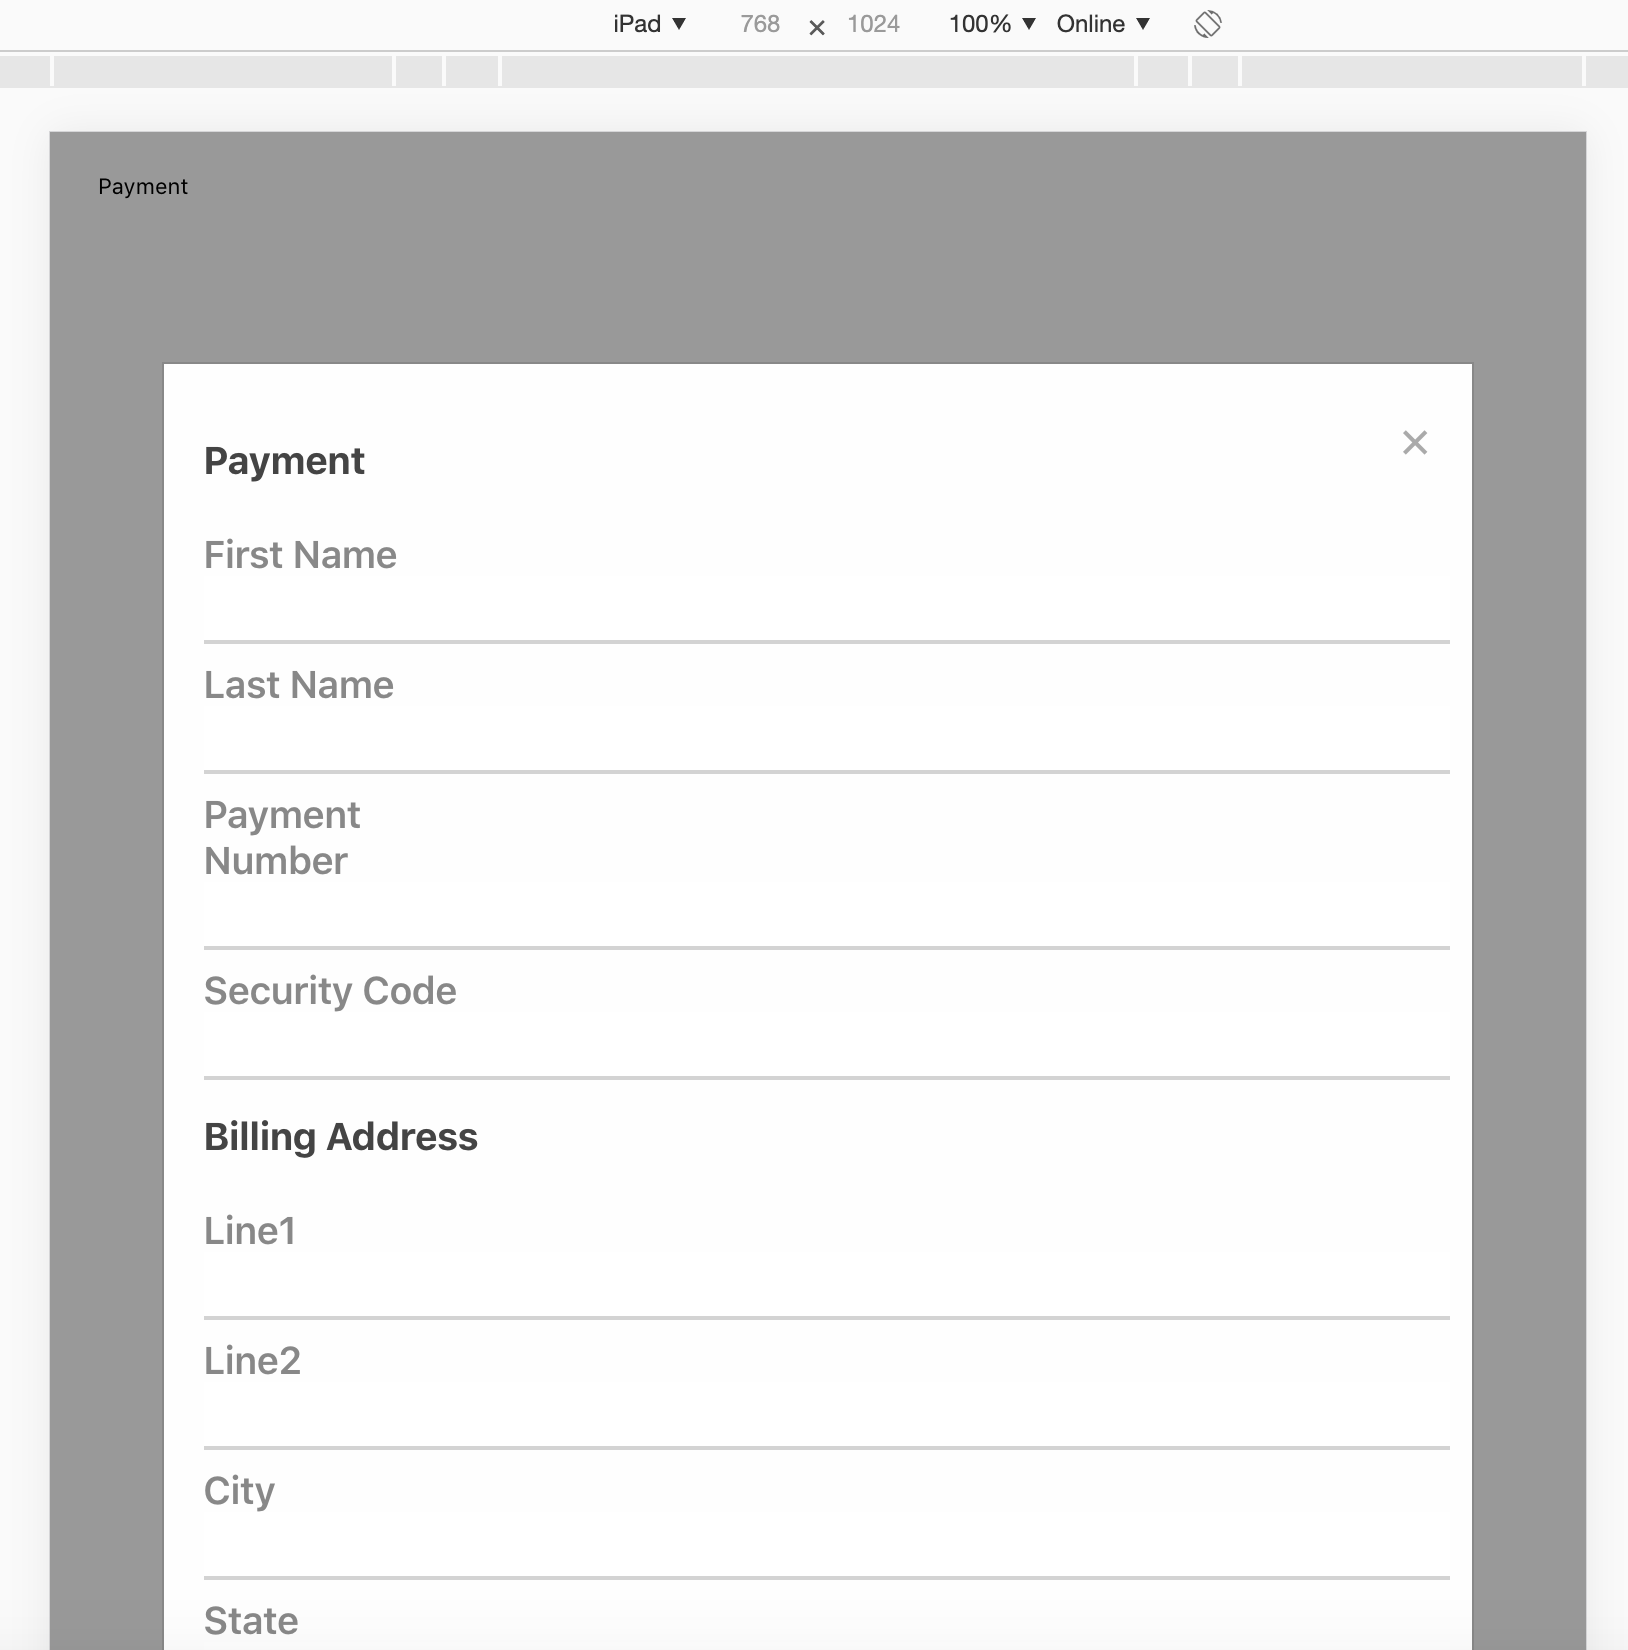 iPad ▼ 768 × 1024 100% ▼ Online ▼
Payment
Payment
First Name
Last Name
Payment
Number
Security Code
Billing Address
Line1
Line2
City
State